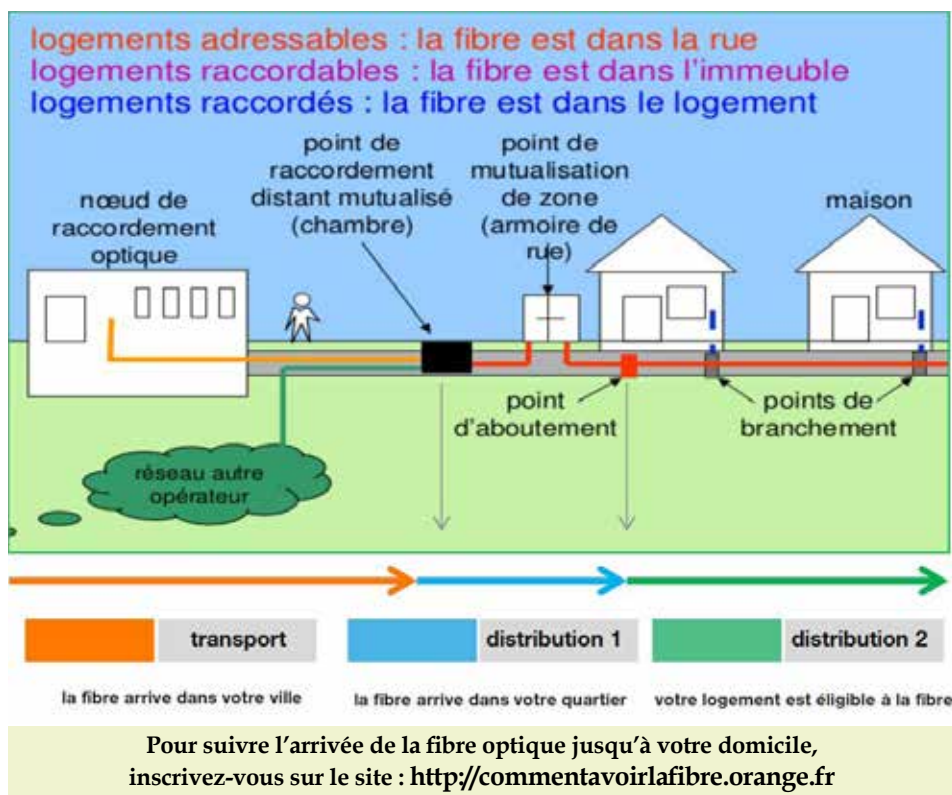 logements adressables : la fibre est dans la rue
logements raccordables : la fibre est dans l'immeuble
logements raccordés : la fibre est dans le logement
point de
raccordement
distant mutualisé
(chambre)
point de
mutualisation
de zone
(armoire de
rue)
nœud de
raccordement
optique
maison
point
d'aboutement
points de
branchement
réseau autre
opérateur
transport
distribution 1
distribution 2
la fibre arrive dans votre ville
la fibre arrive dans votre quartier
votre logement est éligible à la fibre
Pour suivre l'arrivée de la fibre optique jusqu'à votre domicile,
inscrivez-vous sur le site : http://commentavoirlafibre.orange.fr